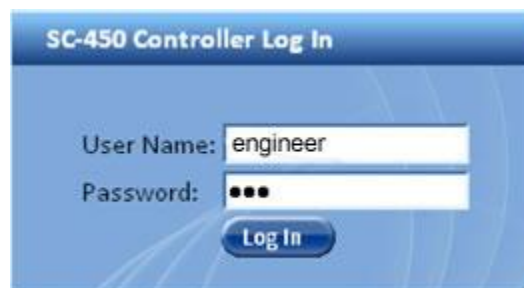 SC-450 Controller Log In
User Name: engineer
Password: •••
Log In